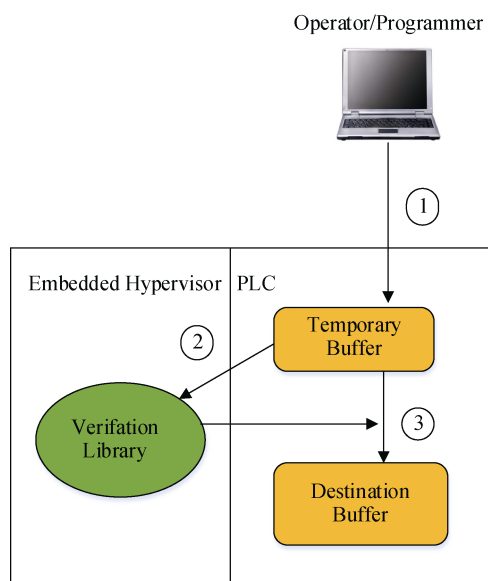 Operator/Programmer
1
Embedded Hypervisor
PLC
Temporary
Buffer
2
Verifation
Library
3
Destination
Buffer